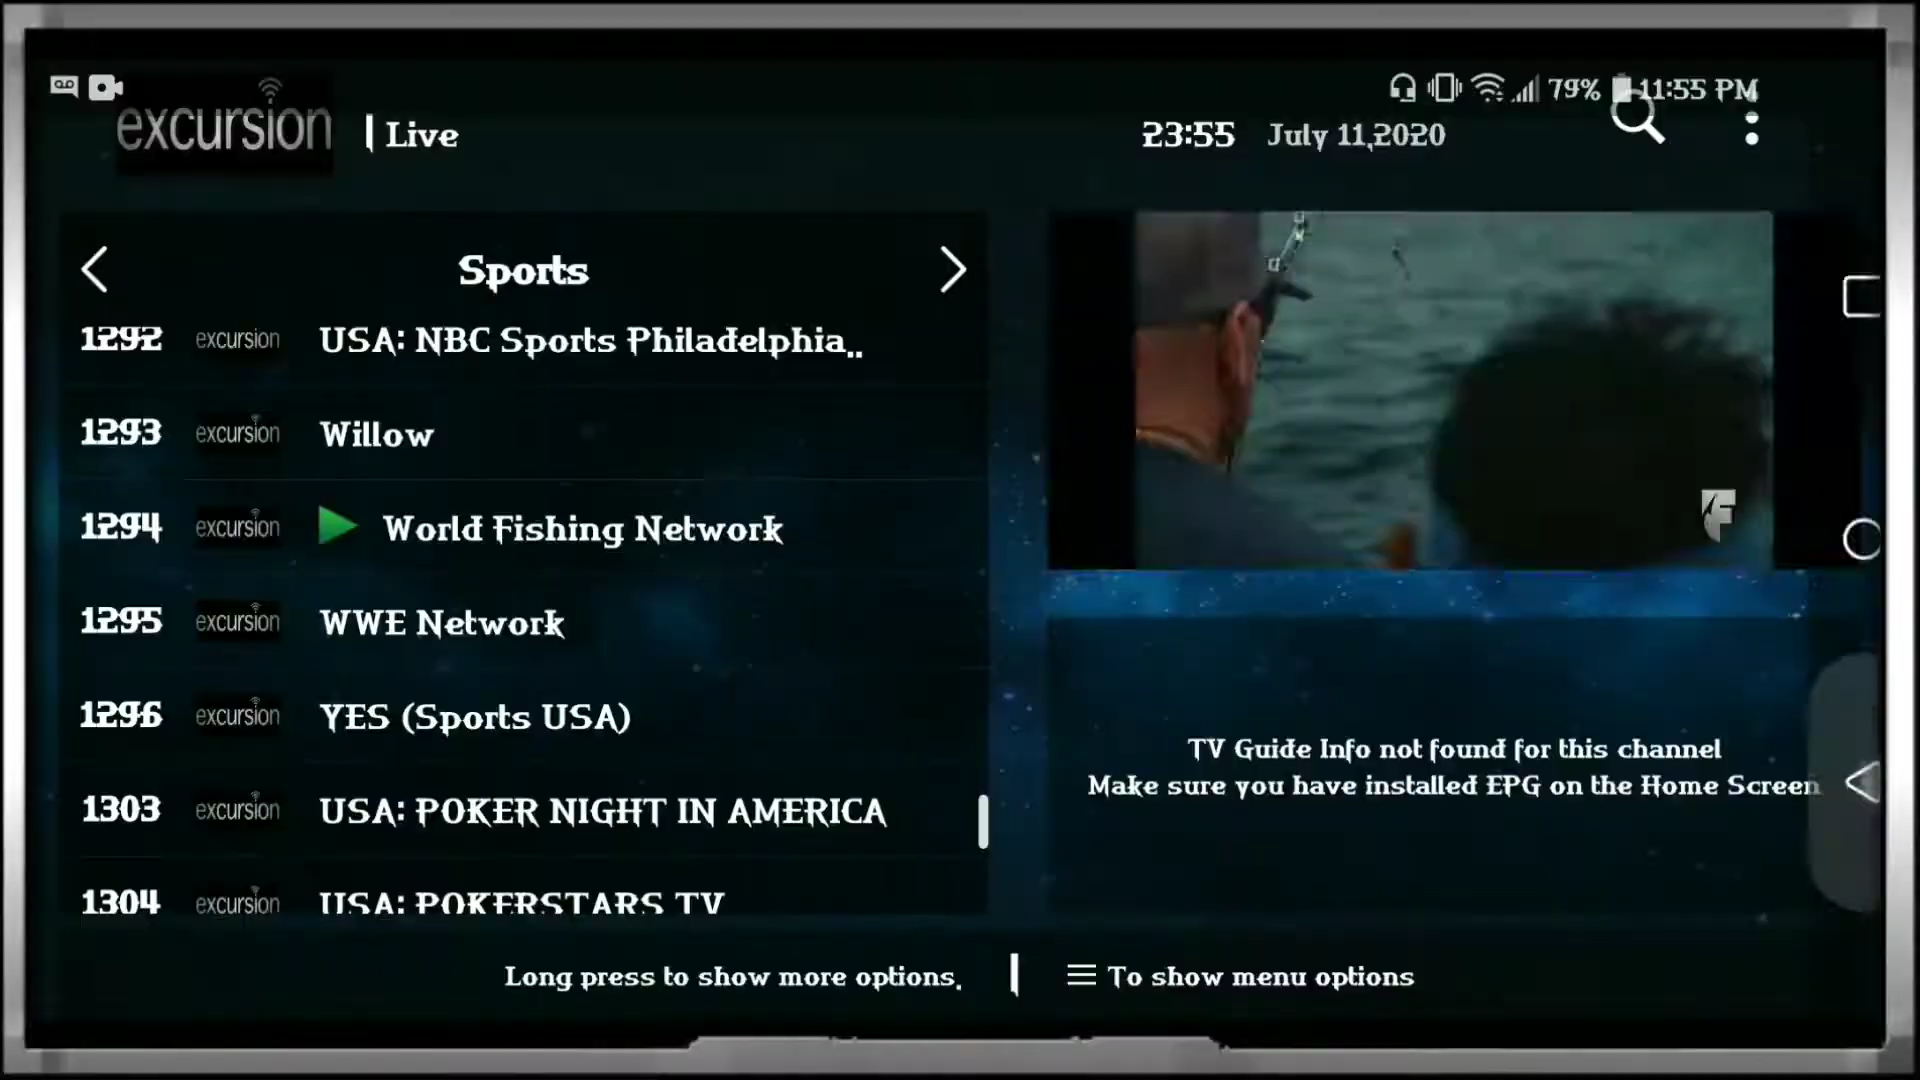 79% 11:55 PM
excursion | Live
23:55 July 11,2020
Sports
1292 excursion USA: NBC Sports Philadelphia..
1293 excursion Willow
1294 excursion World Fishing Network
1295 excursion WWE Network
1296 excursion YES (Sports USA)
1303 excursion USA: POKER NIGHT IN AMERICA
1304 excursion USA: POKERSTARS TV
TV Guide Info not found for this channel
Make sure you have installed EPG on the Home Screen
Long press to show more options. | To show menu options